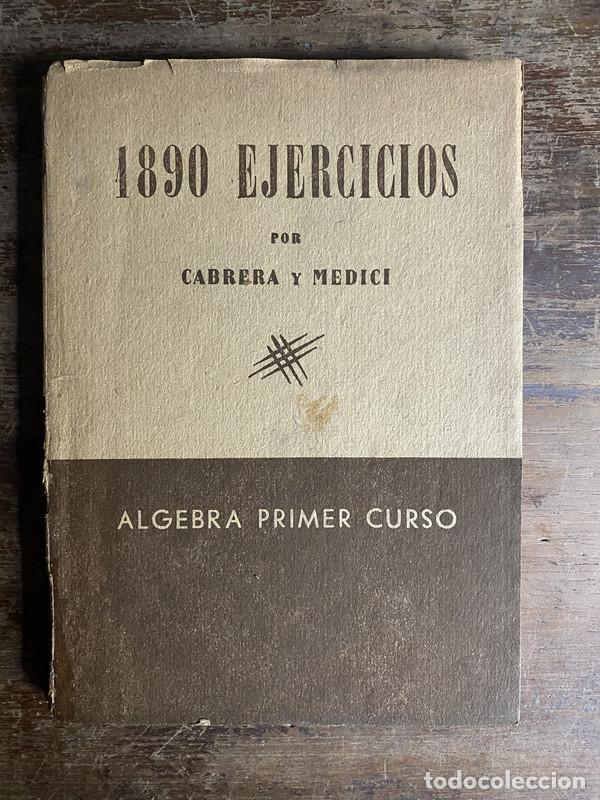 1890 EJERCICIOS
POR
CABRERA Y MEDICI
ALGEBRA PRIMER CURSO
todocoleccion